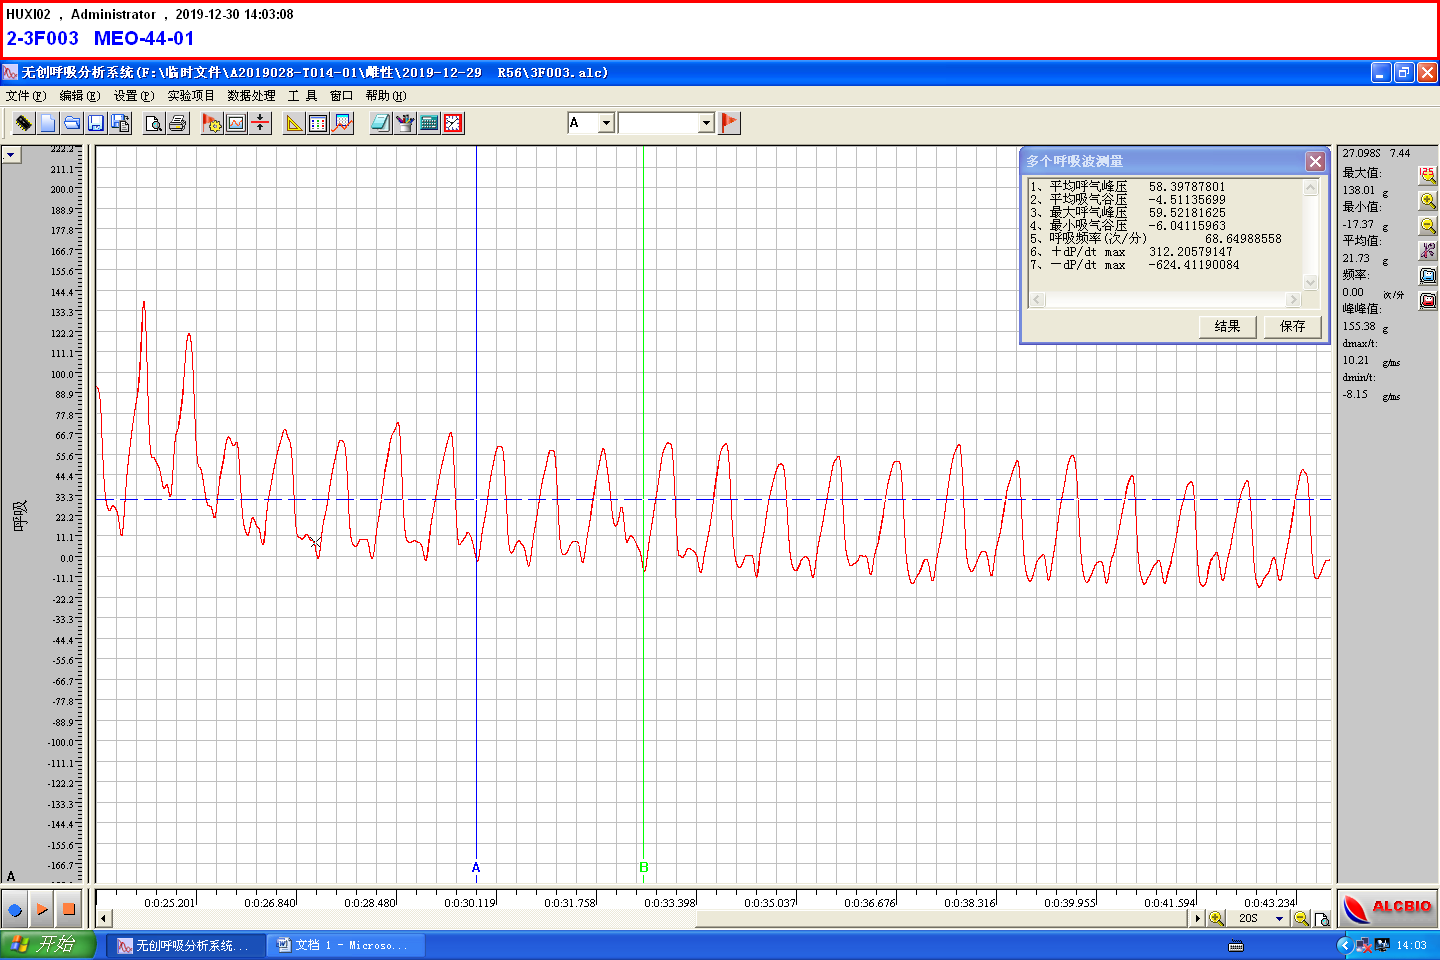 HUXI02 , Administrator , 2019-12-30 14:03:08
2-3F003 MEO-44-01
无创呼吸分析系统(F:\临时文件\A2019028-T014-01\雌性\2019-12-29 R56\3F003.alc)
文件(F) 编辑(E) 设置(P) 实验项目 数据处理 工 具 窗口 帮助(H)
A
222.2
211.1
200.0
188.9
177.8
166.7
155.6
144.4
133.3
122.2
111.1
100.0
88.9
77.8
66.7
55.6
44.4
33.3
22.2
11.1
0.0
-11.1
-22.2
-33.3
-44.4
-55.6
-66.7
-77.8
-88.9
-100.0
-111.1
-122.2
-133.3
-144.4
-155.6
-166.7
呼吸
A
A
B
多个呼吸波测量
1、平均呼气峰压 58.39787801
2、平均吸气谷压 -4.51135699
3、最大呼气峰压 59.52181625
4、最小吸气谷压 -6.04115963
5、呼吸频率(次/分) 68.64988558
6、＋dP/dt max 312.20579147
7、－dP/dt max -624.41190084
结果 保存
27.098S 7.44
最大值:
138.01 g
最小值:
-17.37 g
平均值:
21.73 g
频率:
0.00 次/分
峰峰值:
155.38 g
dmax/t:
10.21 g/ms
dmin/t:
-8.15 g/ms
125
0:0:25.201 0:0:26.840 0:0:28.480 0:0:30.119 0:0:31.758 0:0:33.398 0:0:35.037 0:0:36.676 0:0:38.316 0:0:39.955 0:0:41.594 0:0:43.234
20S
ALCBIO
开始 无创呼吸分析系统... 文档 1 - Microso... 14:03